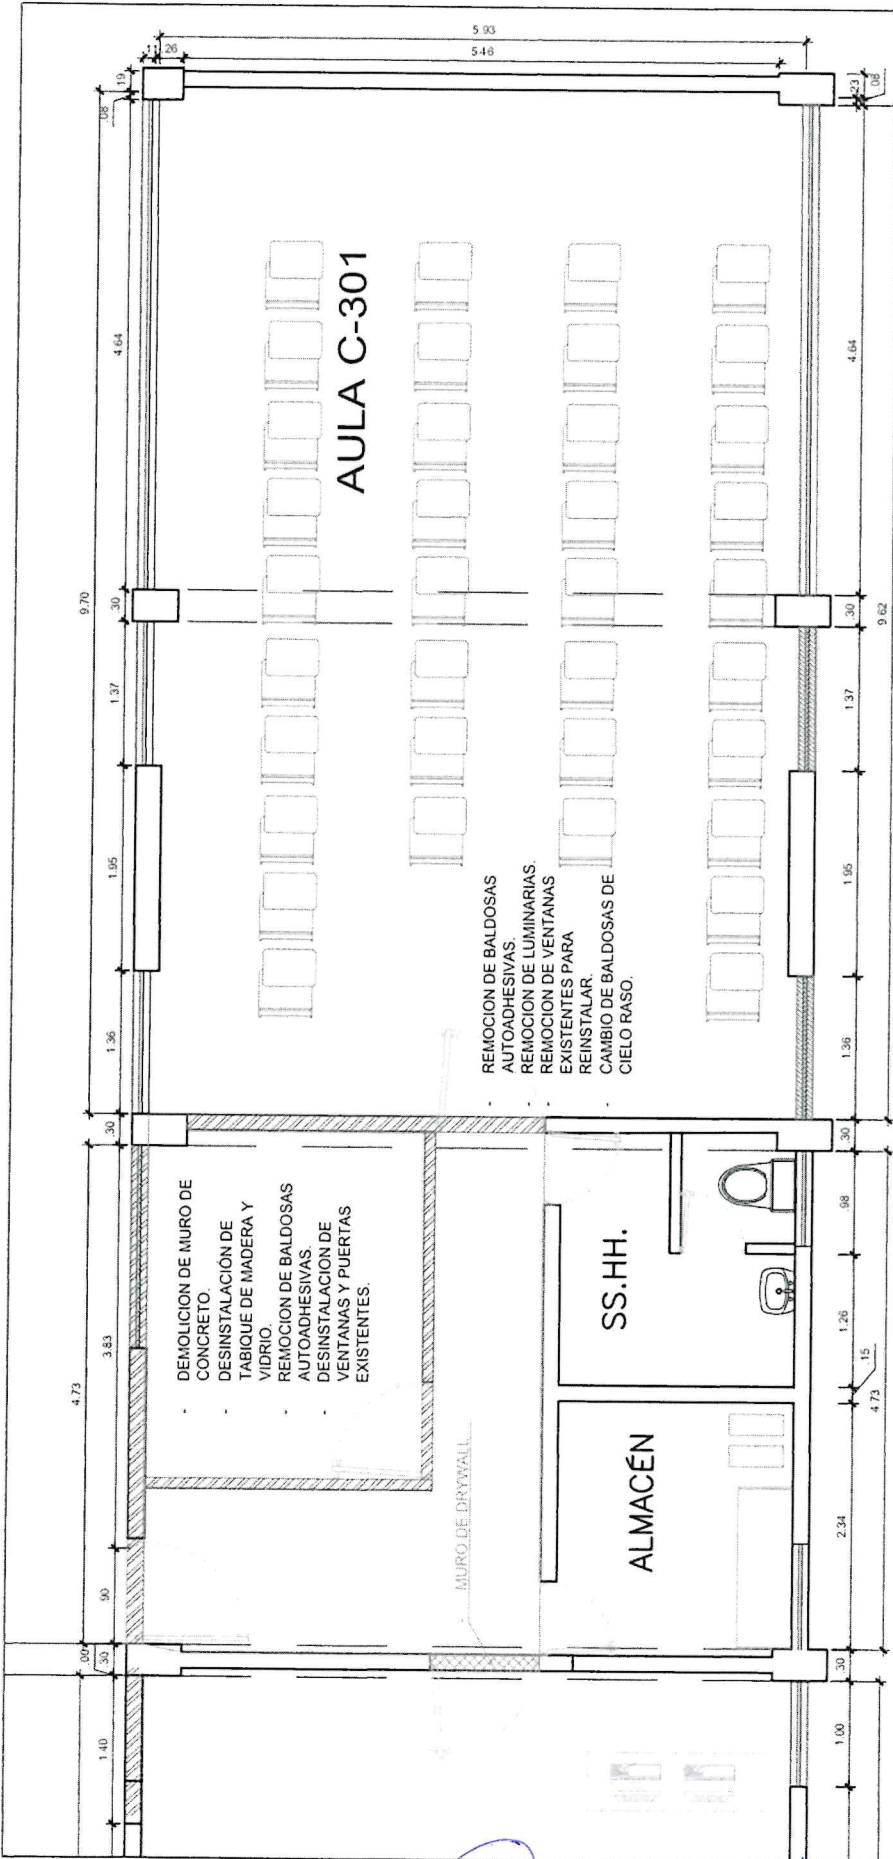 5.93
5.46
.11
.26
.19
.08
.23
.08
9.70
4.64
.30
1.37
1.95
1.36
.30
AULA C-301
4.64
.30
1.37
1.95
1.36
.30
9.62
- REMOCION DE BALDOSAS
AUTOADHESIVAS.
- REMOCION DE LUMINARIAS.
- REMOCION DE VENTANAS
EXISTENTES PARA
REINSTALAR.
- CAMBIO DE BALDOSAS DE
CIELO RASO.
- DEMOLICION DE MURO DE
CONCRETO.
- DESINSTALACIÓN DE
TABIQUE DE MADERA Y
VIDRIO.
- REMOCION DE BALDOSAS
AUTOADHESIVAS.
- DESINSTALACION DE
VENTANAS Y PUERTAS
EXISTENTES.
4.73
3.83
.90
.00
.30
1.40
MURO DE DRYWALL
SS.HH.
ALMACÉN
.98
1.26
.15
4.73
2.34
.30
1.00